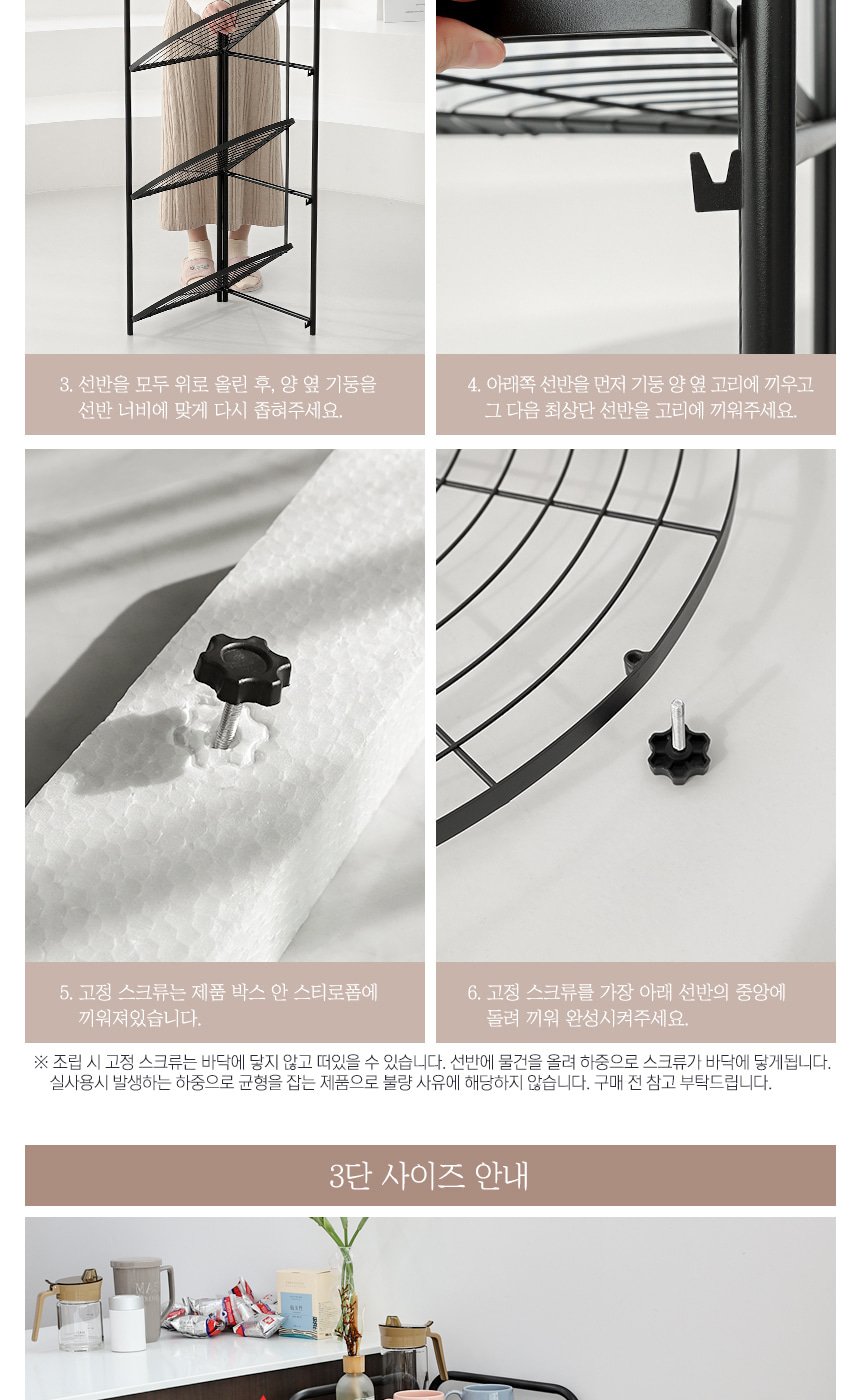 3. 선반을 모두 위로 올린 후, 양 옆 기둥을
선반 너비에 맞게 다시 좁혀주세요.
4. 아래쪽 선반을 먼저 기둥 양 옆 고리에 끼우고
그 다음 최상단 선반을 고리에 끼워주세요.
5. 고정 스크류는 제품 박스 안 스티로폼에
끼워져있습니다.
6. 고정 스크류를 가장 아래 선반의 중앙에
돌려 끼워 완성시켜주세요.
※ 조립 시 고정 스크류는 바닥에 닿지 않고 떠있을 수 있습니다. 선반에 물건을 올려 하중으로 스크류가 바닥에 닿게됩니다.
실사용시 발생하는 하중으로 균형을 잡는 제품으로 불량 사유에 해당하지 않습니다. 구매 전 참고 부탁드립니다.
3단 사이즈 안내